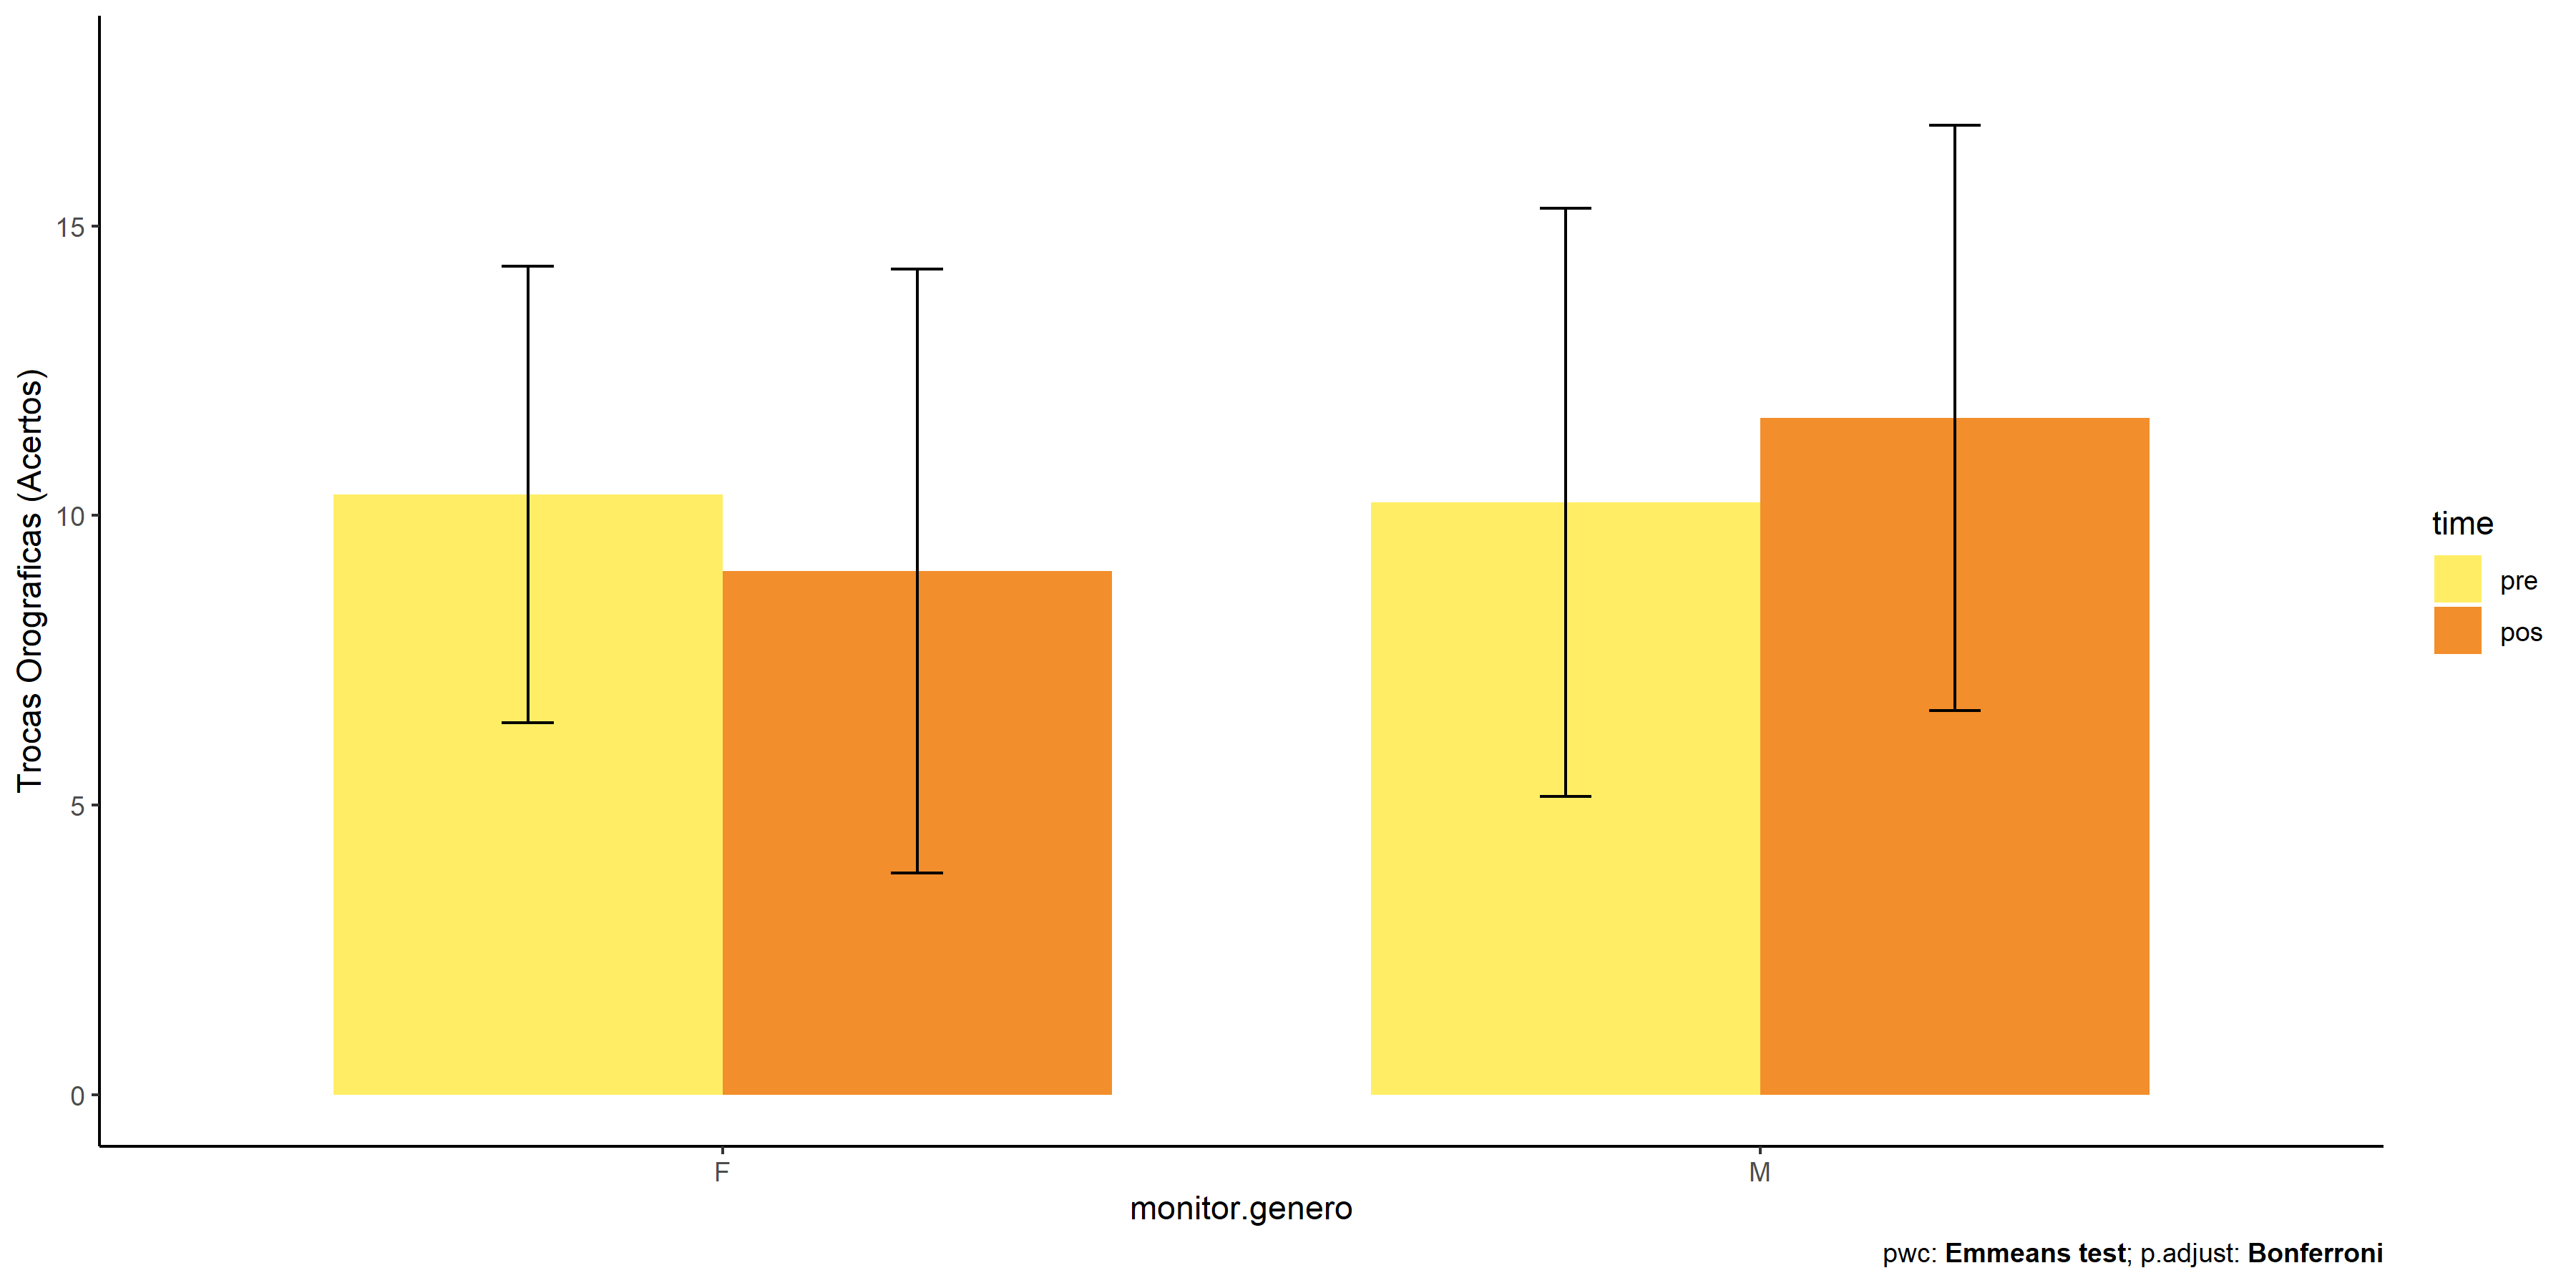 Trocas Orograficas (Acertos)
15
10
5
0
F
M
monitor.genero
time
pre
pos
pwc: Emmeans test; p.adjust: Bonferroni